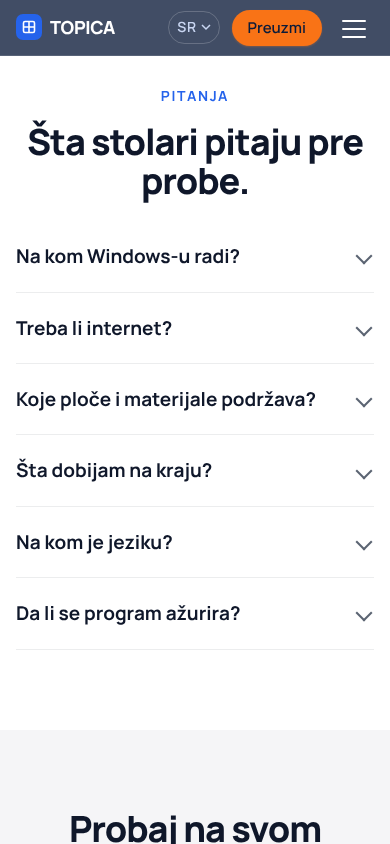 TOPICA
SR
Preuzmi
PITANJA
Šta stolari pitaju pre
probe.
Na kom Windows-u radi?
Treba li internet?
Koje ploče i materijale podržava?
Šta dobijam na kraju?
Na kom je jeziku?
Da li se program ažurira?
Probaj na svom